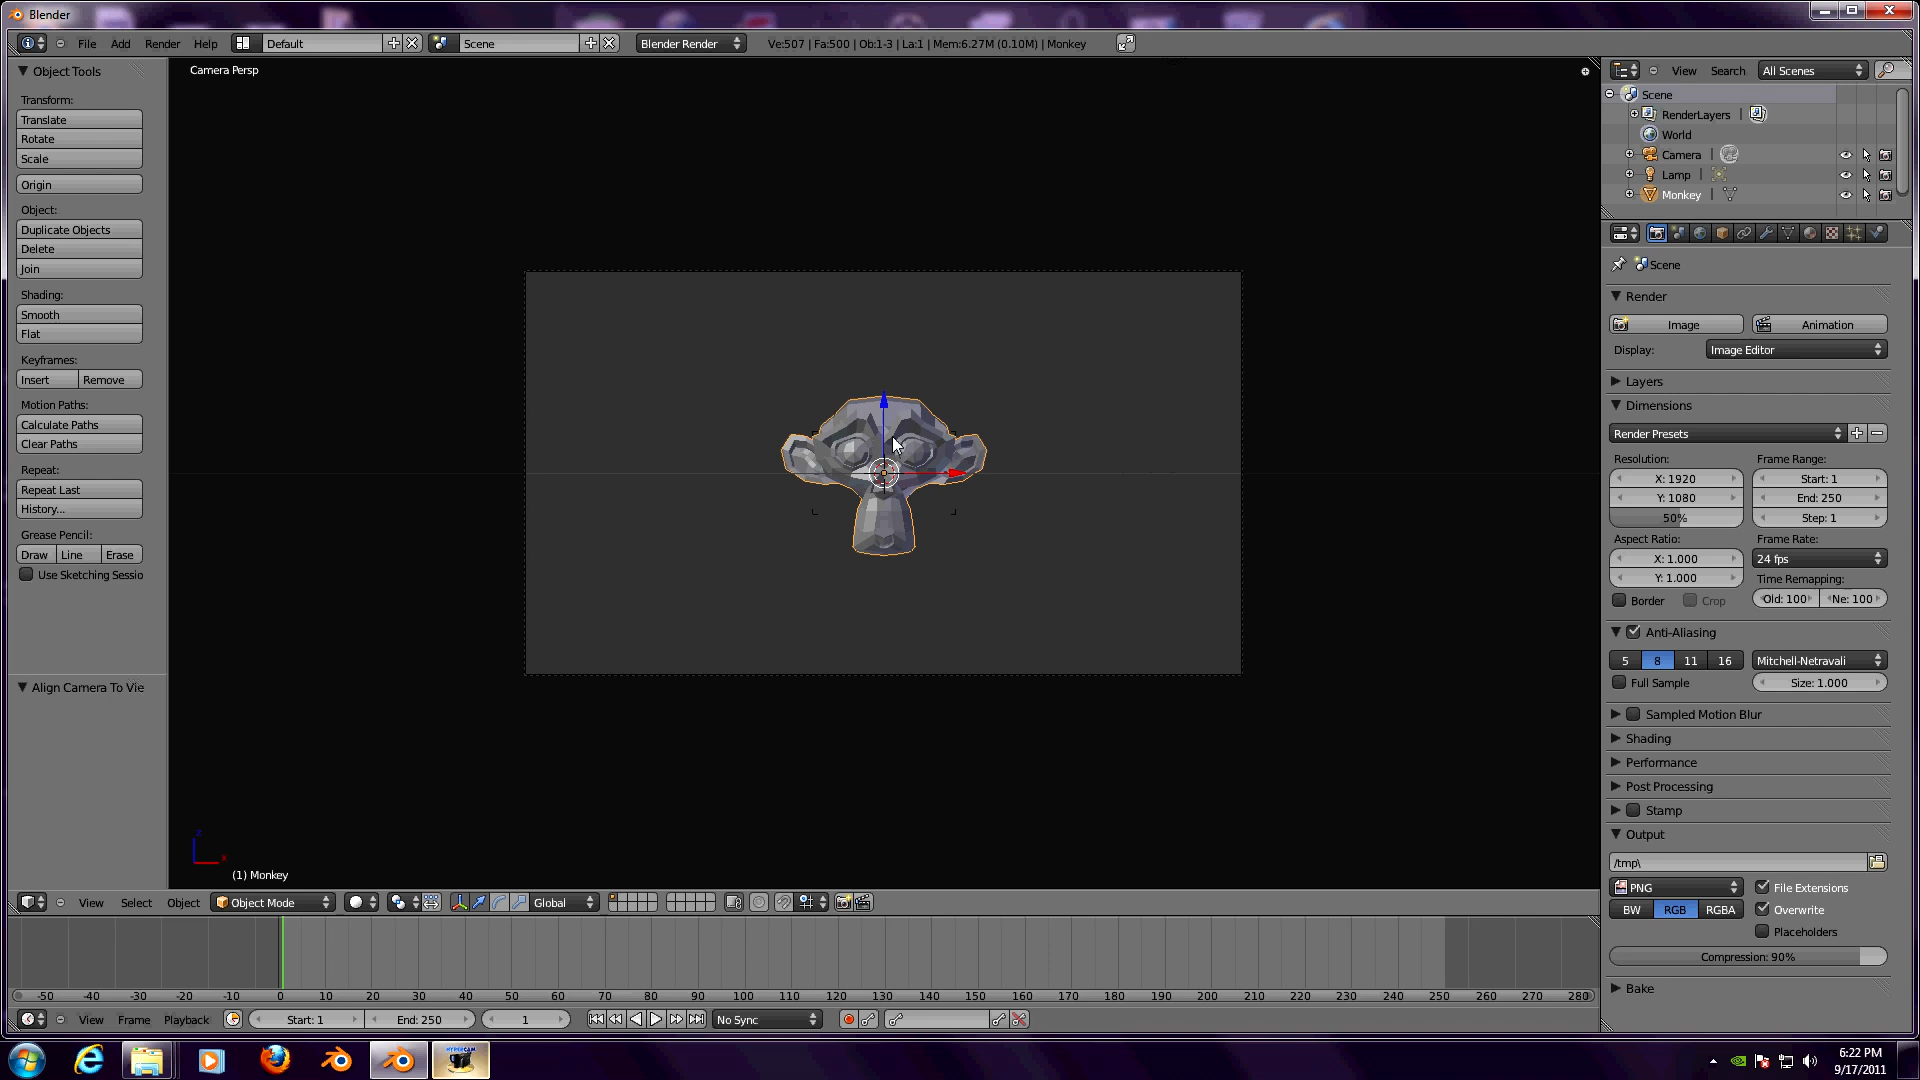 Blender
File Add Render Help Default Scene Blender Render Ve:507 | Fa:500 | Ob:1-3 | La:1 | Mem:6.27M (0.10M) | Monkey
Object Tools
Transform:
Translate
Rotate
Scale
Origin
Object:
Duplicate Objects
Delete
Join
Shading:
Smooth
Flat
Keyframes:
Insert Remove
Motion Paths:
Calculate Paths
Clear Paths
Repeat:
Repeat Last
History...
Grease Pencil:
Draw Line Erase
Use Sketching Sessio
Align Camera To Vie
Camera Persp
z
x
(1) Monkey
View Select Object Object Mode Global
-50 -40 -30 -20 -10 0 10 20 30 40 50 60 70 80 90 100 110 120 130 140 150 160 170 180 190 200 210 220 230 240 250 260 270 280
View Frame Playback Start: 1 End: 250 1 No Sync
View Search All Scenes
Scene
RenderLayers |
World
Camera |
Lamp |
Monkey |
Scene
Render
Image Animation
Display: Image Editor
Layers
Dimensions
Render Presets
Resolution: Frame Range:
X: 1920 Start: 1
Y: 1080 End: 250
50% Step: 1
Aspect Ratio: Frame Rate:
X: 1.000 24 fps
Y: 1.000 Time Remapping:
Border Crop Old: 100 Ne: 100
Anti-Aliasing
5 8 11 16 Mitchell-Netravali
Full Sample Size: 1.000
Sampled Motion Blur
Shading
Performance
Post Processing
Stamp
Output
/tmp\
PNG File Extensions
BW RGB RGBA Overwrite
Placeholders
Compression: 90%
Bake
HYPERCAM
6:22 PM
9/17/2011